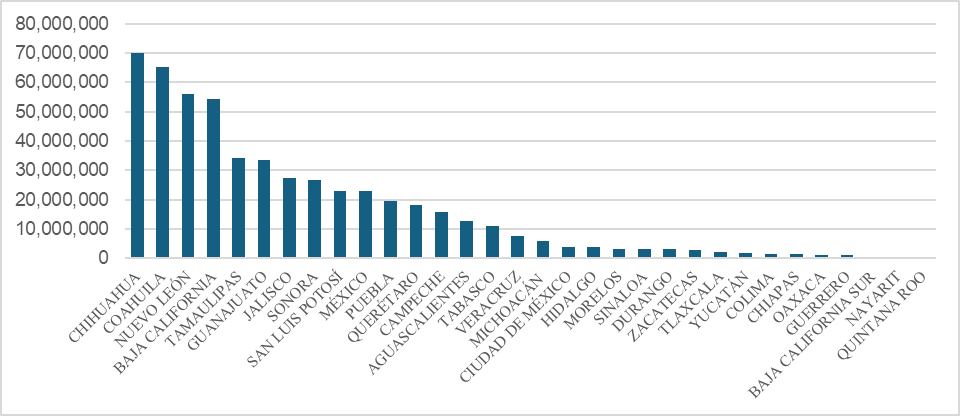 80,000,000
70,000,000
60,000,000
50,000,000
40,000,000
30,000,000
20,000,000
10,000,000
0
CHIHUAHUA
COAHUILA
NUEVO LEÓN
BAJA CALIFORNIA
TAMAULIPAS
GUANAJUATO
JALISCO
SONORA
SAN LUIS POTOSÍ
MÉXICO
PUEBLA
QUERÉTARO
CAMPECHE
AGUASCALIENTES
TABASCO
VERACRUZ
MICHOACÁN
CIUDAD DE MÉXICO
HIDALGO
MORELOS
SINALOA
DURANGO
ZACATECAS
TLAXCALA
YUCATÁN
COLIMA
CHIAPAS
OAXACA
GUERRERO
BAJA CALIFORNIA SUR
NAYARIT
QUINTANA ROO